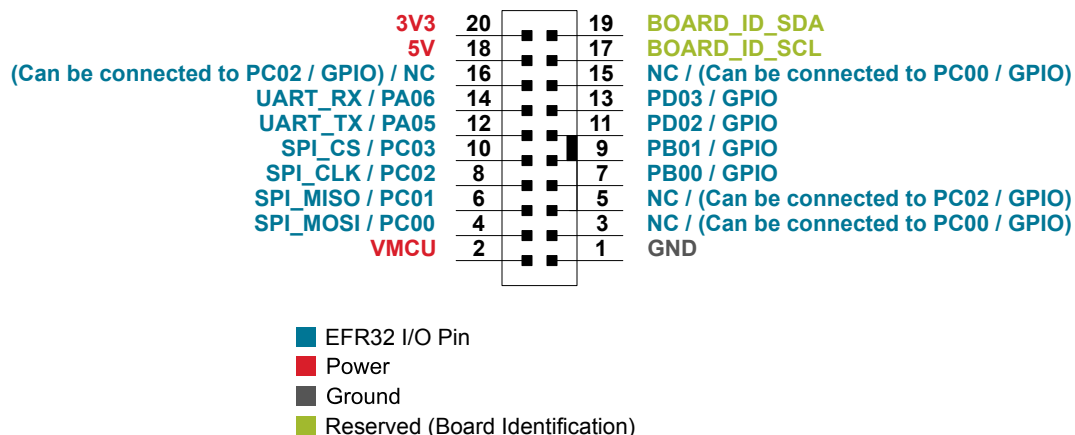 3V3 20 19 BOARD_ID_SDA
5V 18 17 BOARD_ID_SCL
(Can be connected to PC02 / GPIO) / NC 16 15 NC / (Can be connected to PC00 / GPIO)
UART_RX / PA06 14 13 PD03 / GPIO
UART_TX / PA05 12 11 PD02 / GPIO
SPI_CS / PC03 10 9 PB01 / GPIO
SPI_CLK / PC02 8 7 PB00 / GPIO
SPI_MISO / PC01 6 5 NC / (Can be connected to PC02 / GPIO)
SPI_MOSI / PC00 4 3 NC / (Can be connected to PC00 / GPIO)
VMCU 2 1 GND
EFR32 I/O Pin
Power
Ground
Reserved (Board Identification)